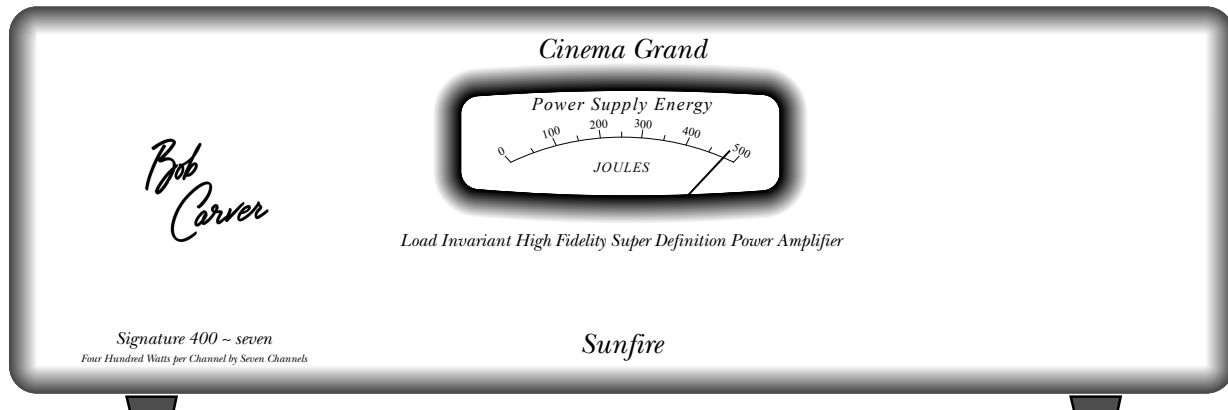 Cinema Grand
Power Supply Energy
0 100 200 300 400 500
JOULES
Bob
Carver
Load Invariant High Fidelity Super Definition Power Amplifier
Signature 400 ~ seven
Four Hundred Watts per Channel by Seven Channels
Sunfire